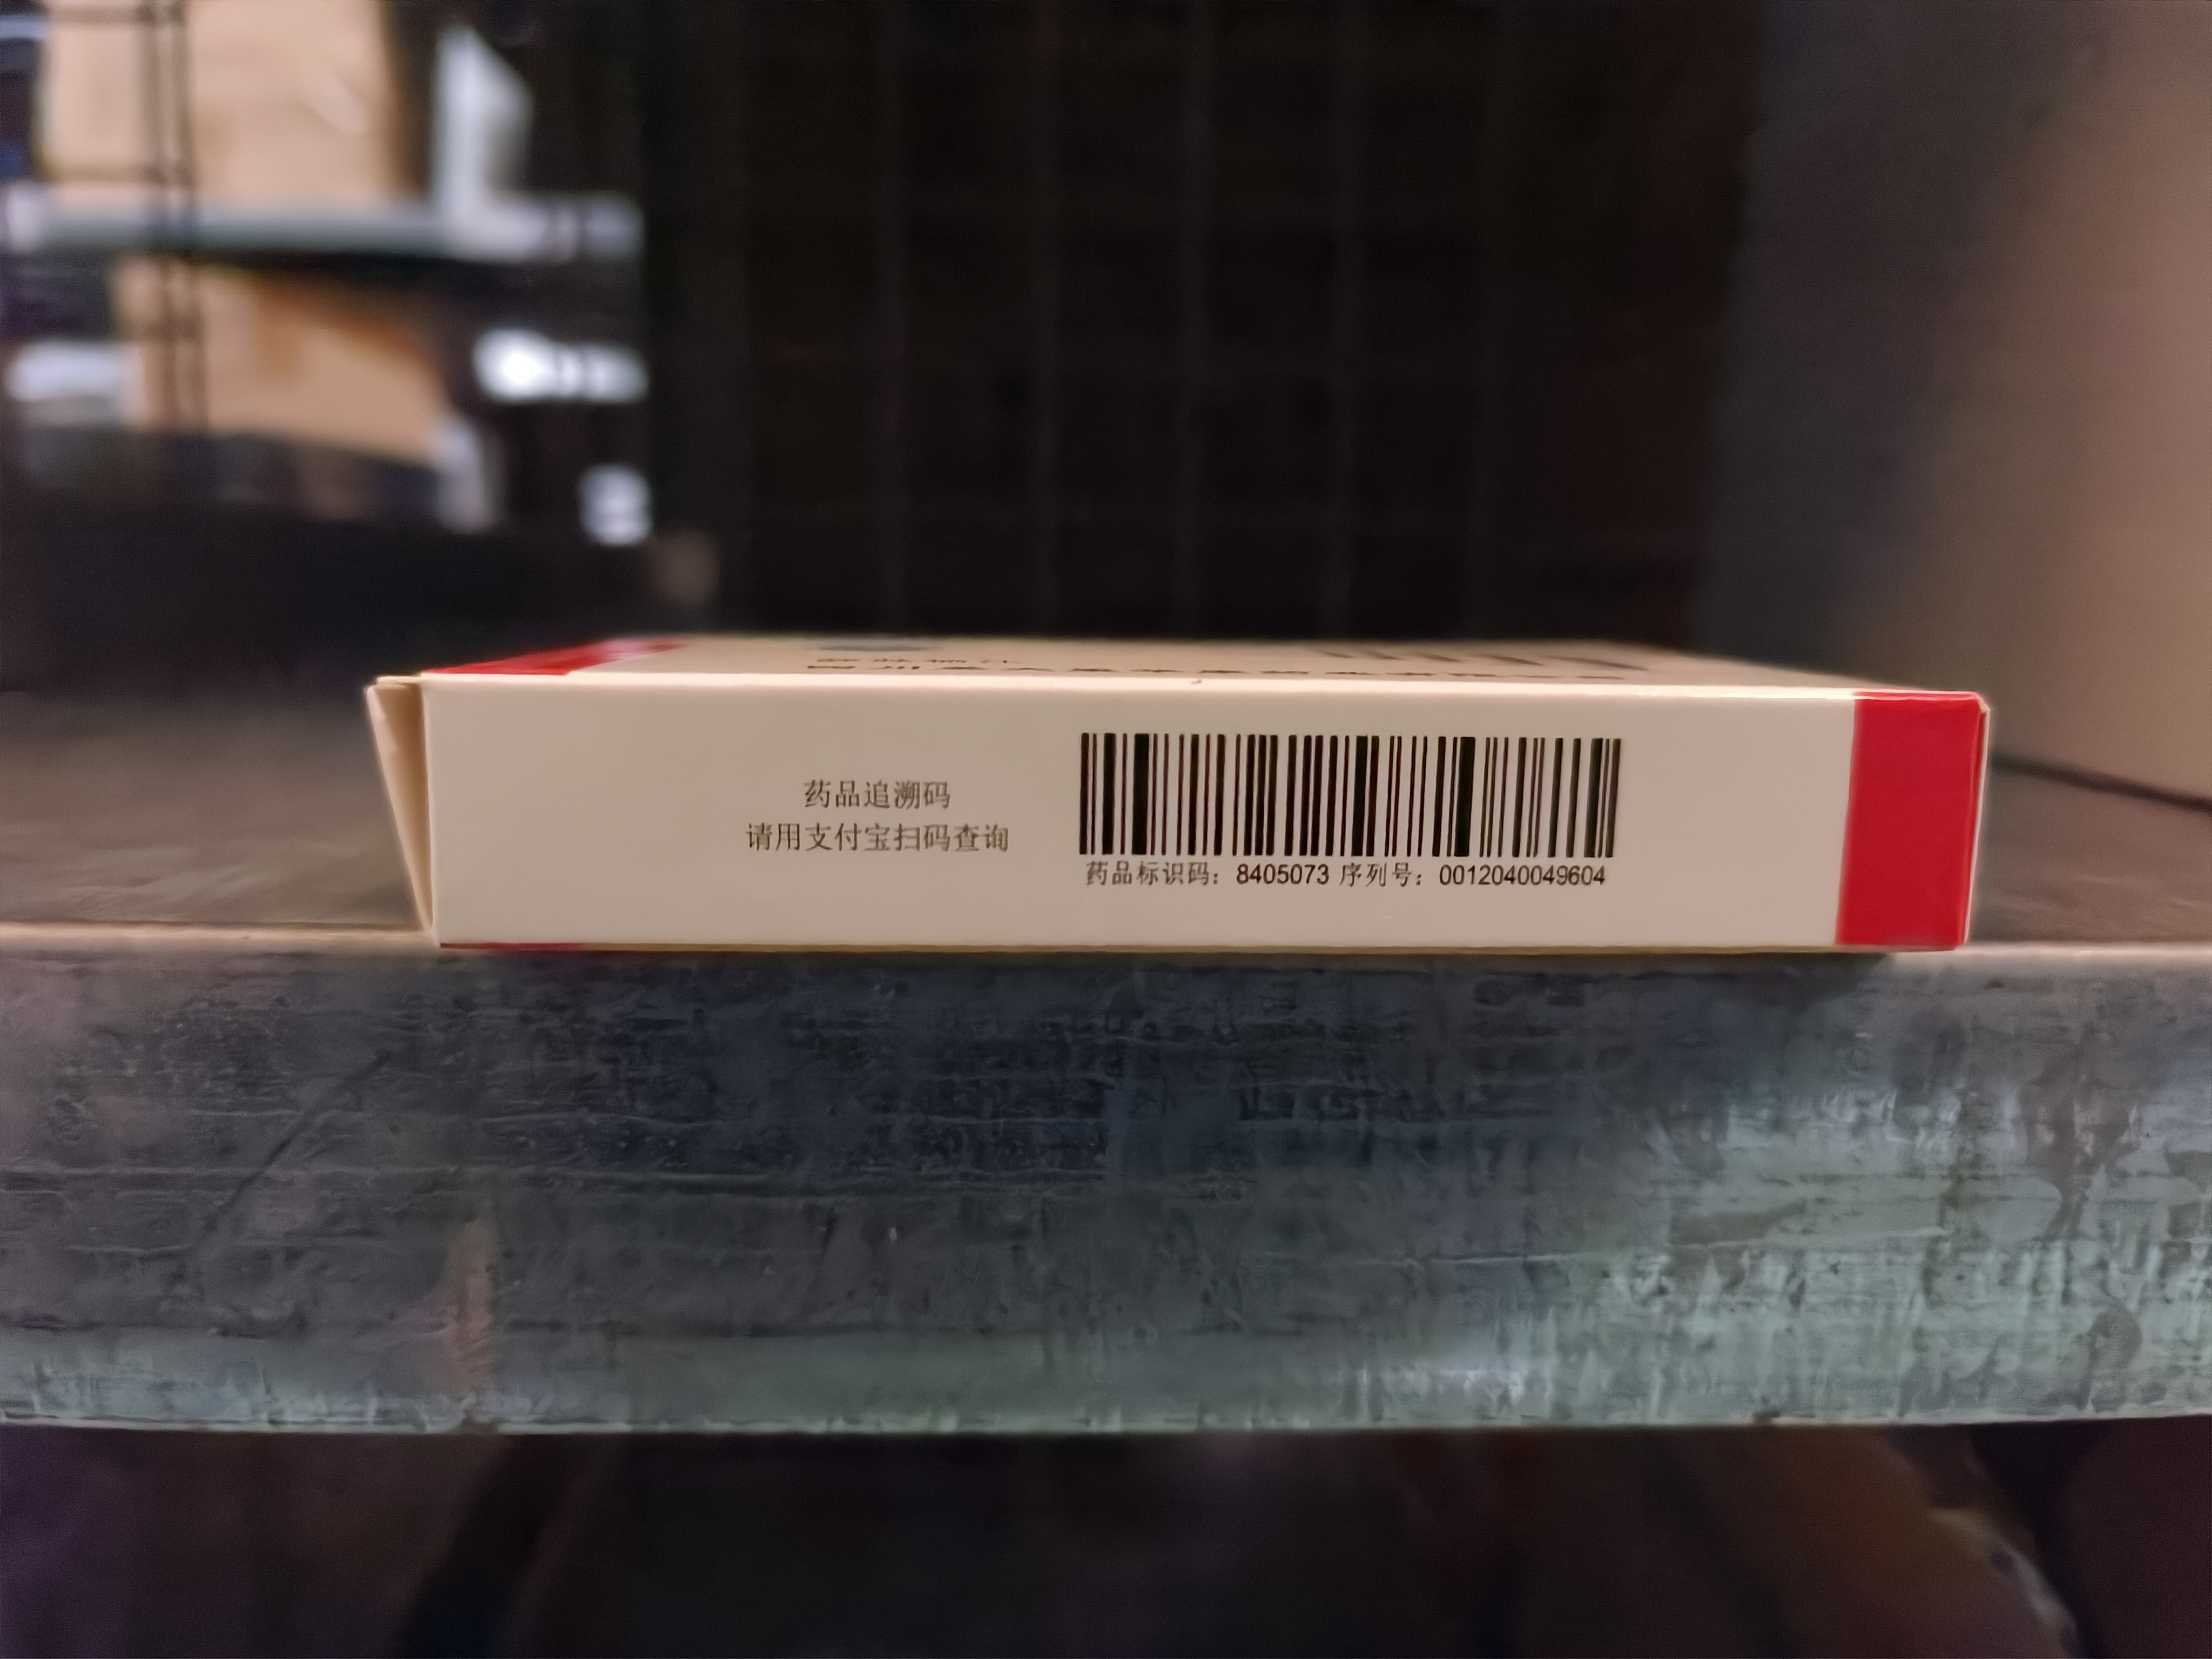 药品追溯码
请用支付宝扫码查询
药品标识码：8405073 序列号：0012040049604